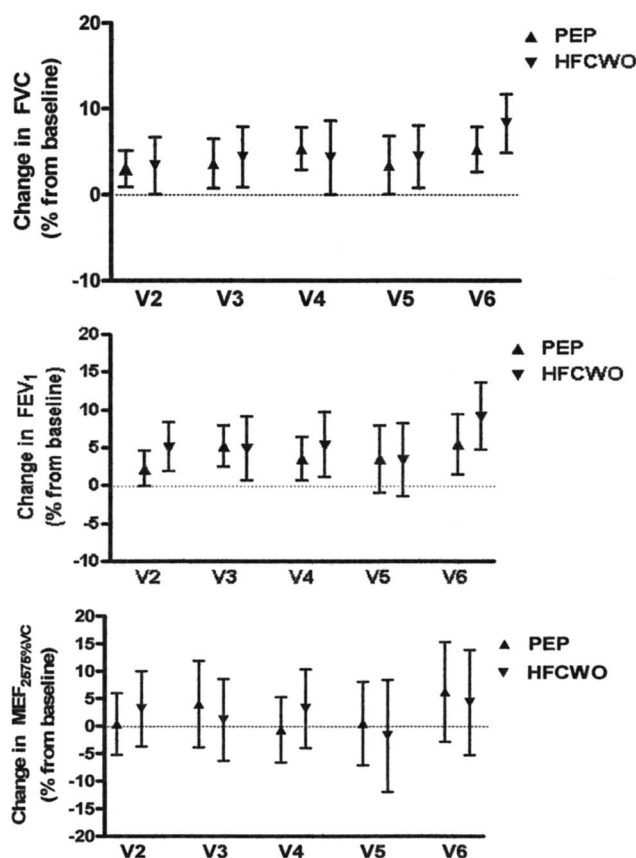 20
10
0
-10
Change in FVC
(% from baseline)
PEP
HFCWO
V2 V3 V4 V5 V6
20
15
10
5
0
-5
-10
Change in FEV₁
(% from baseline)
PEP
HFCWO
V2 V3 V4 V5 V6
20
15
10
5
0
-5
-10
-15
-20
Change in MEF₂₅₇₅%VC
(% from baseline)
PEP
HFCWO
V2 V3 V4 V5 V6